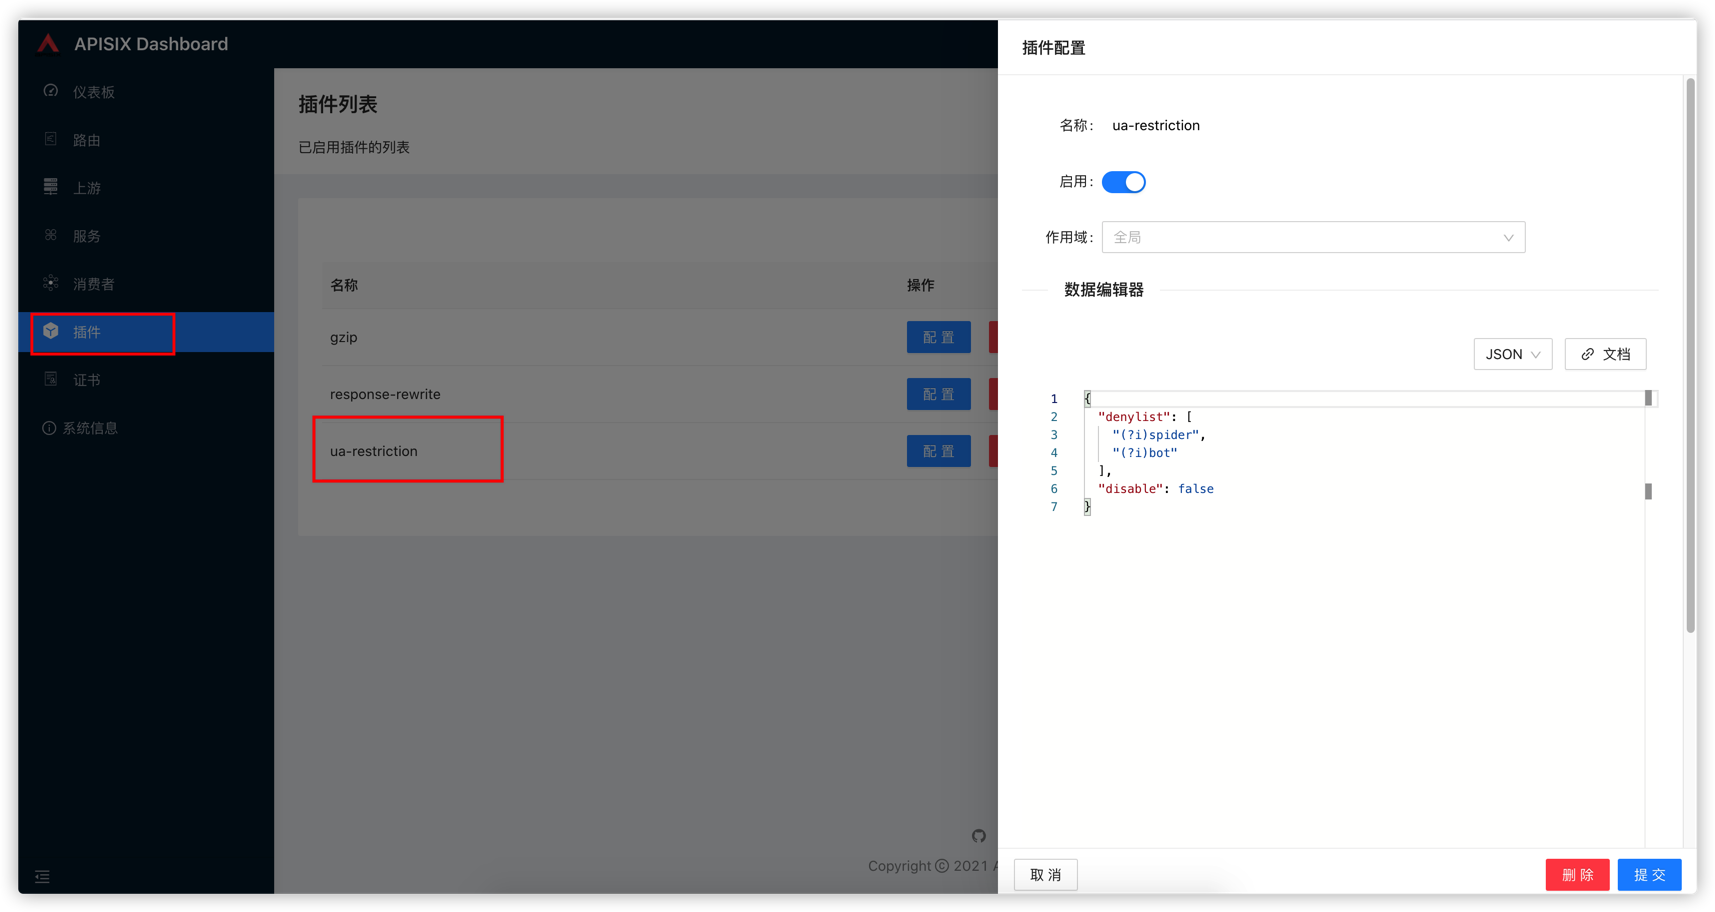 APISIX Dashboard
仪表板
路由
上游
服务
消费者
插件
证书
系统信息
插件列表
已启用插件的列表
名称
操作
gzip
配 置
response-rewrite
配 置
ua-restriction
配 置
Copyright © 2021 A
插件配置
名称: ua-restriction
启用:
作用域: 全局
数据编辑器
JSON
文档
1 {
2 "denylist": [
3 "(?i)spider",
4 "(?i)bot"
5 ],
6 "disable": false
7 }
取 消
删 除
提 交